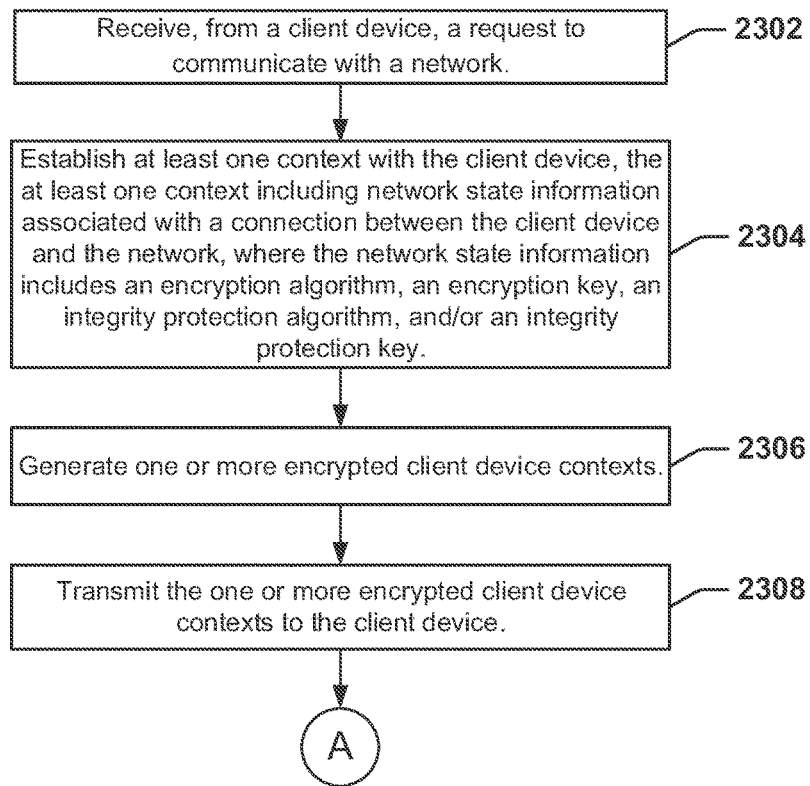 Receive, from a client device, a request to
communicate with a network.
2302
Establish at least one context with the client device, the
at least one context including network state information
associated with a connection between the client device
and the network, where the network state information
includes an encryption algorithm, an encryption key, an
integrity protection algorithm, and/or an integrity
protection key.
2304
Generate one or more encrypted client device contexts.
2306
Transmit the one or more encrypted client device
contexts to the client device.
2308
A